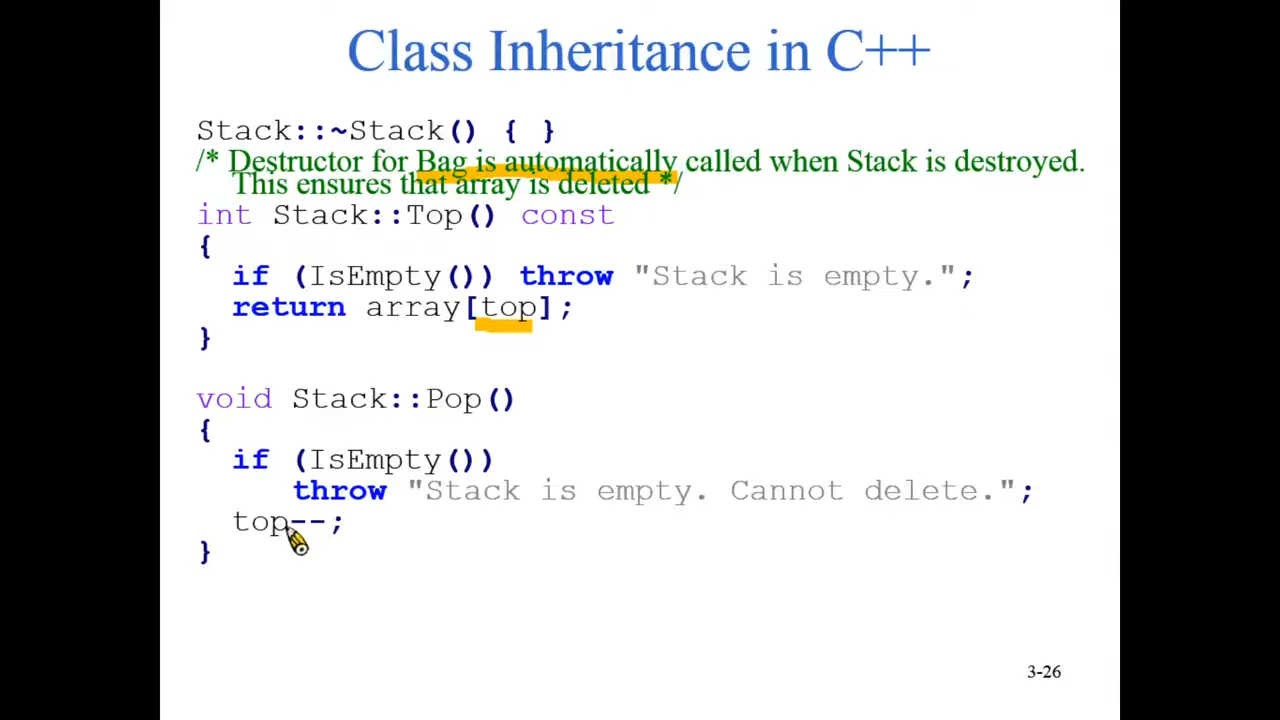 Class Inheritance in C++
Stack::~Stack() { }
/* Destructor for Bag is automatically called when Stack is destroyed.
This ensures that array is deleted */
int Stack::Top() const
{
if (IsEmpty()) throw "Stack is empty.";
return array[top];
}
void Stack::Pop()
{
if (IsEmpty())
throw "Stack is empty. Cannot delete.";
top--;
}
3-26